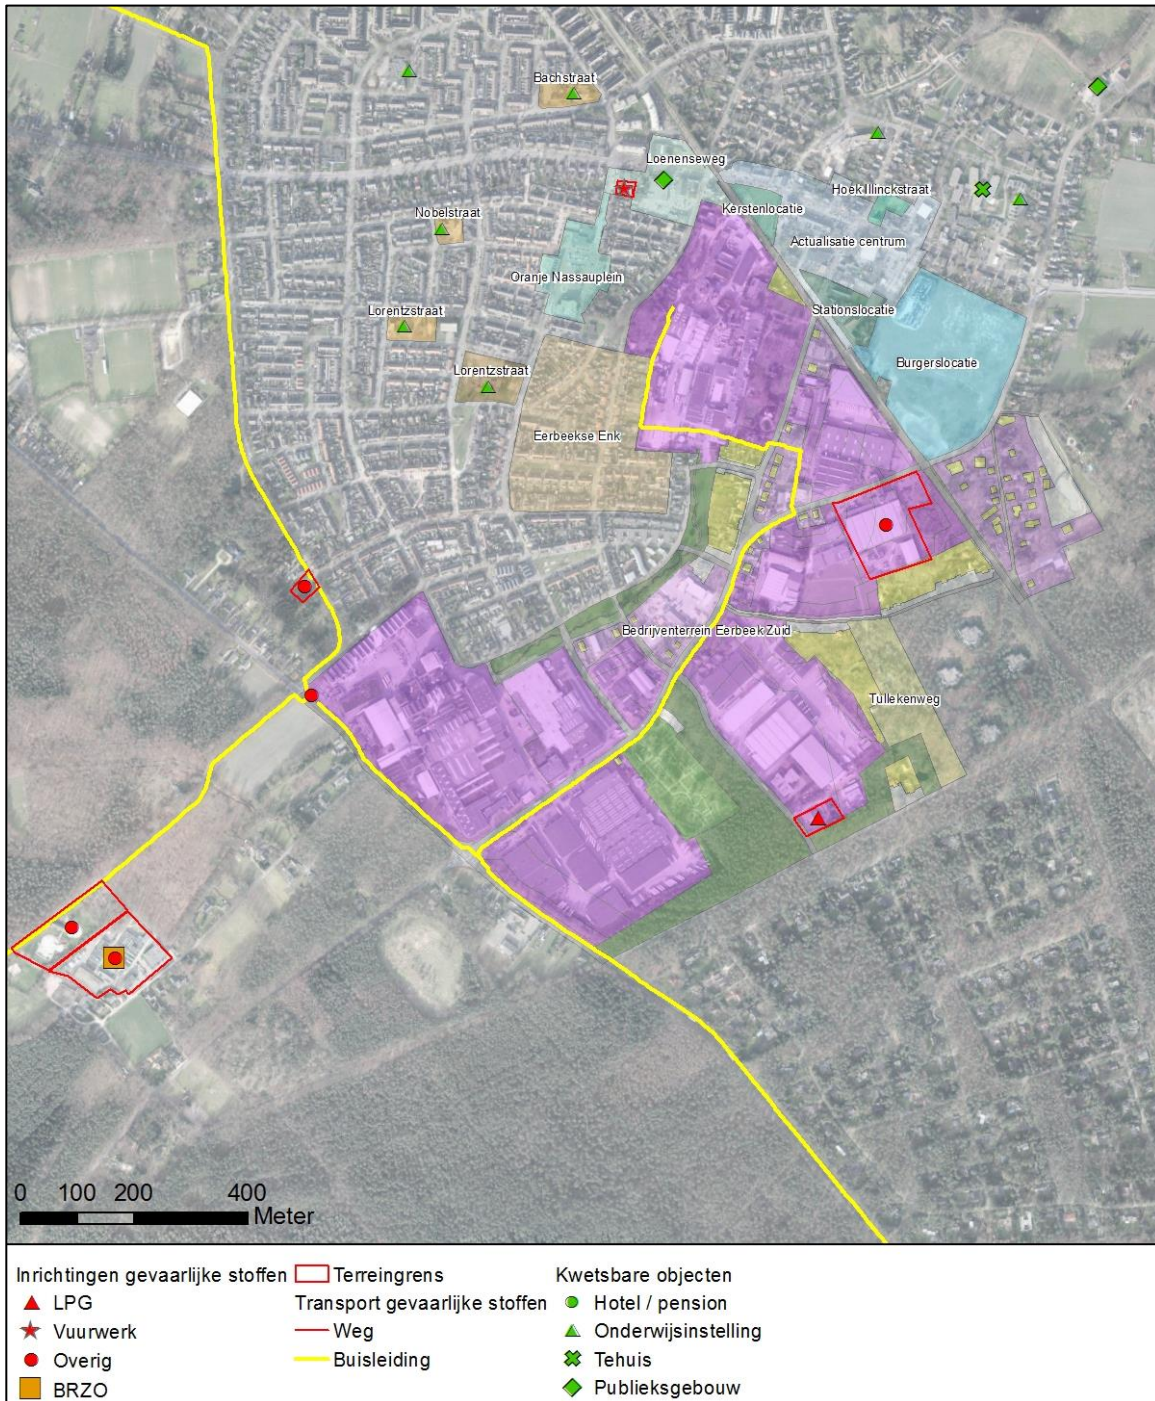 Bachstraat
Loenenseweg
Hoek Illinckstraat
Kerstenlocatie
Nobelstraat
Actualisatie centrum
Oranje Nassauplein
Stationslocatie
Lorentzstraat
Burgerslocatie
Lorentzstraat
Eerbeekse Enk
Bedrijventerrein Eerbeek Zuid
Tullekenweg
0 100 200 400
Meter
Inrichtingen gevaarlijke stoffen
LPG
Vuurwerk
Overig
BRZO
Terreingrens
Transport gevaarlijke stoffen
Weg
Buisleiding
Kwetsbare objecten
Hotel / pension
Onderwijsinstelling
Tehuis
Publieksgebouw